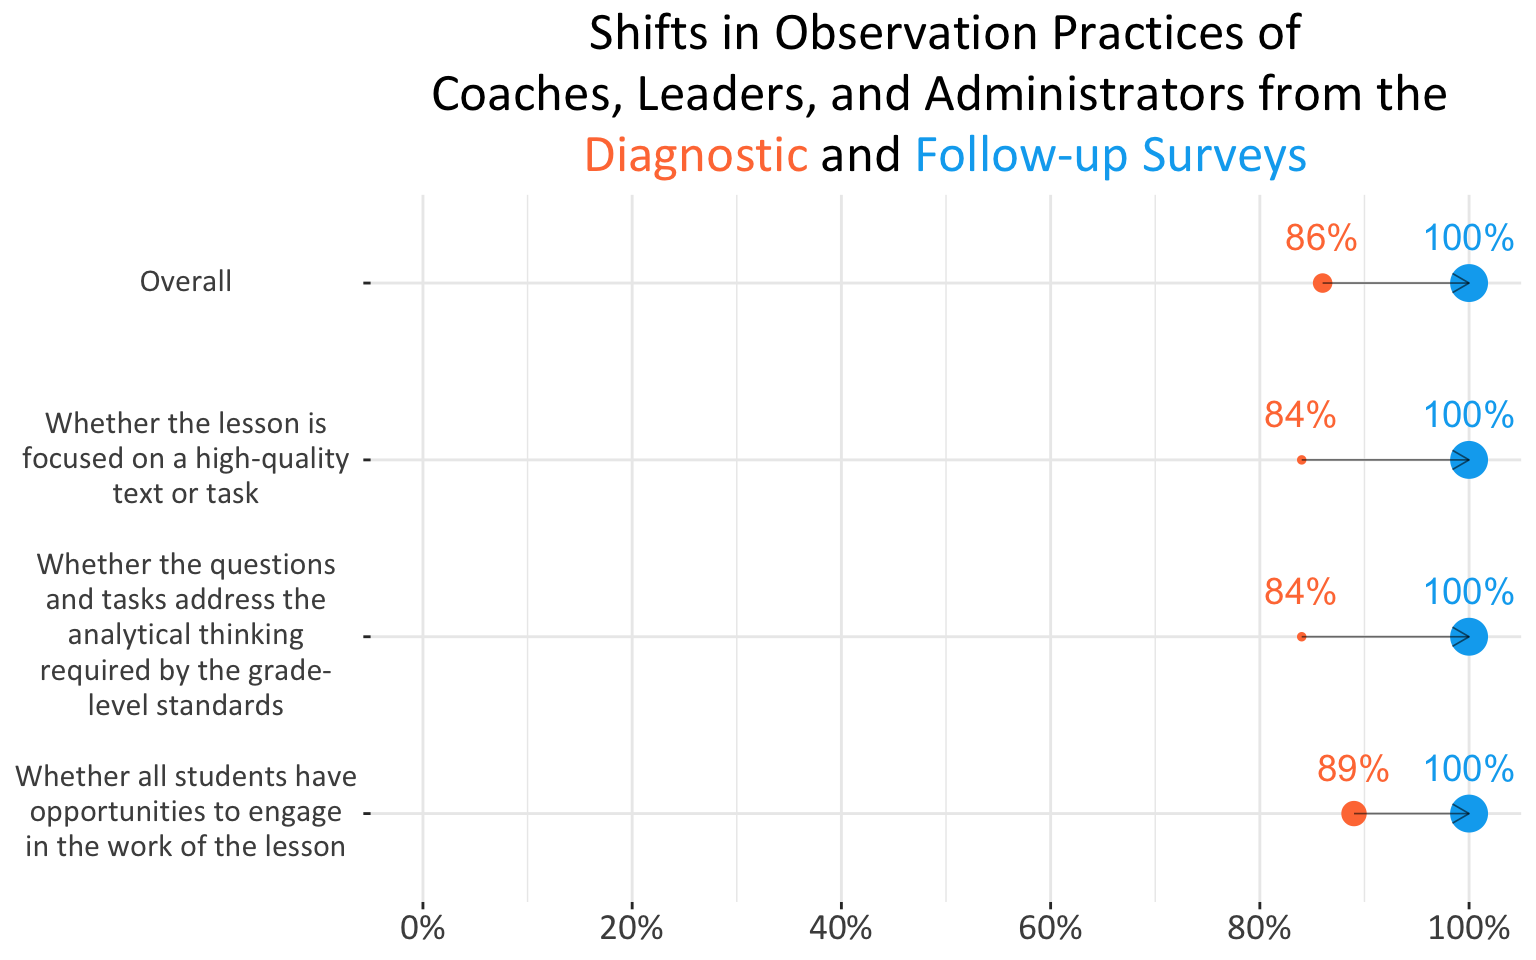 Shifts in Observation Practices of
Coaches, Leaders, and Administrators from the
Diagnostic and Follow-up Surveys
86% 100%
Overall
84% 100%
Whether the lesson is
focused on a high-quality
text or task
84% 100%
Whether the questions
and tasks address the
analytical thinking
required by the grade-
level standards
89% 100%
Whether all students have
opportunities to engage
in the work of the lesson
0% 20% 40% 60% 80% 100%